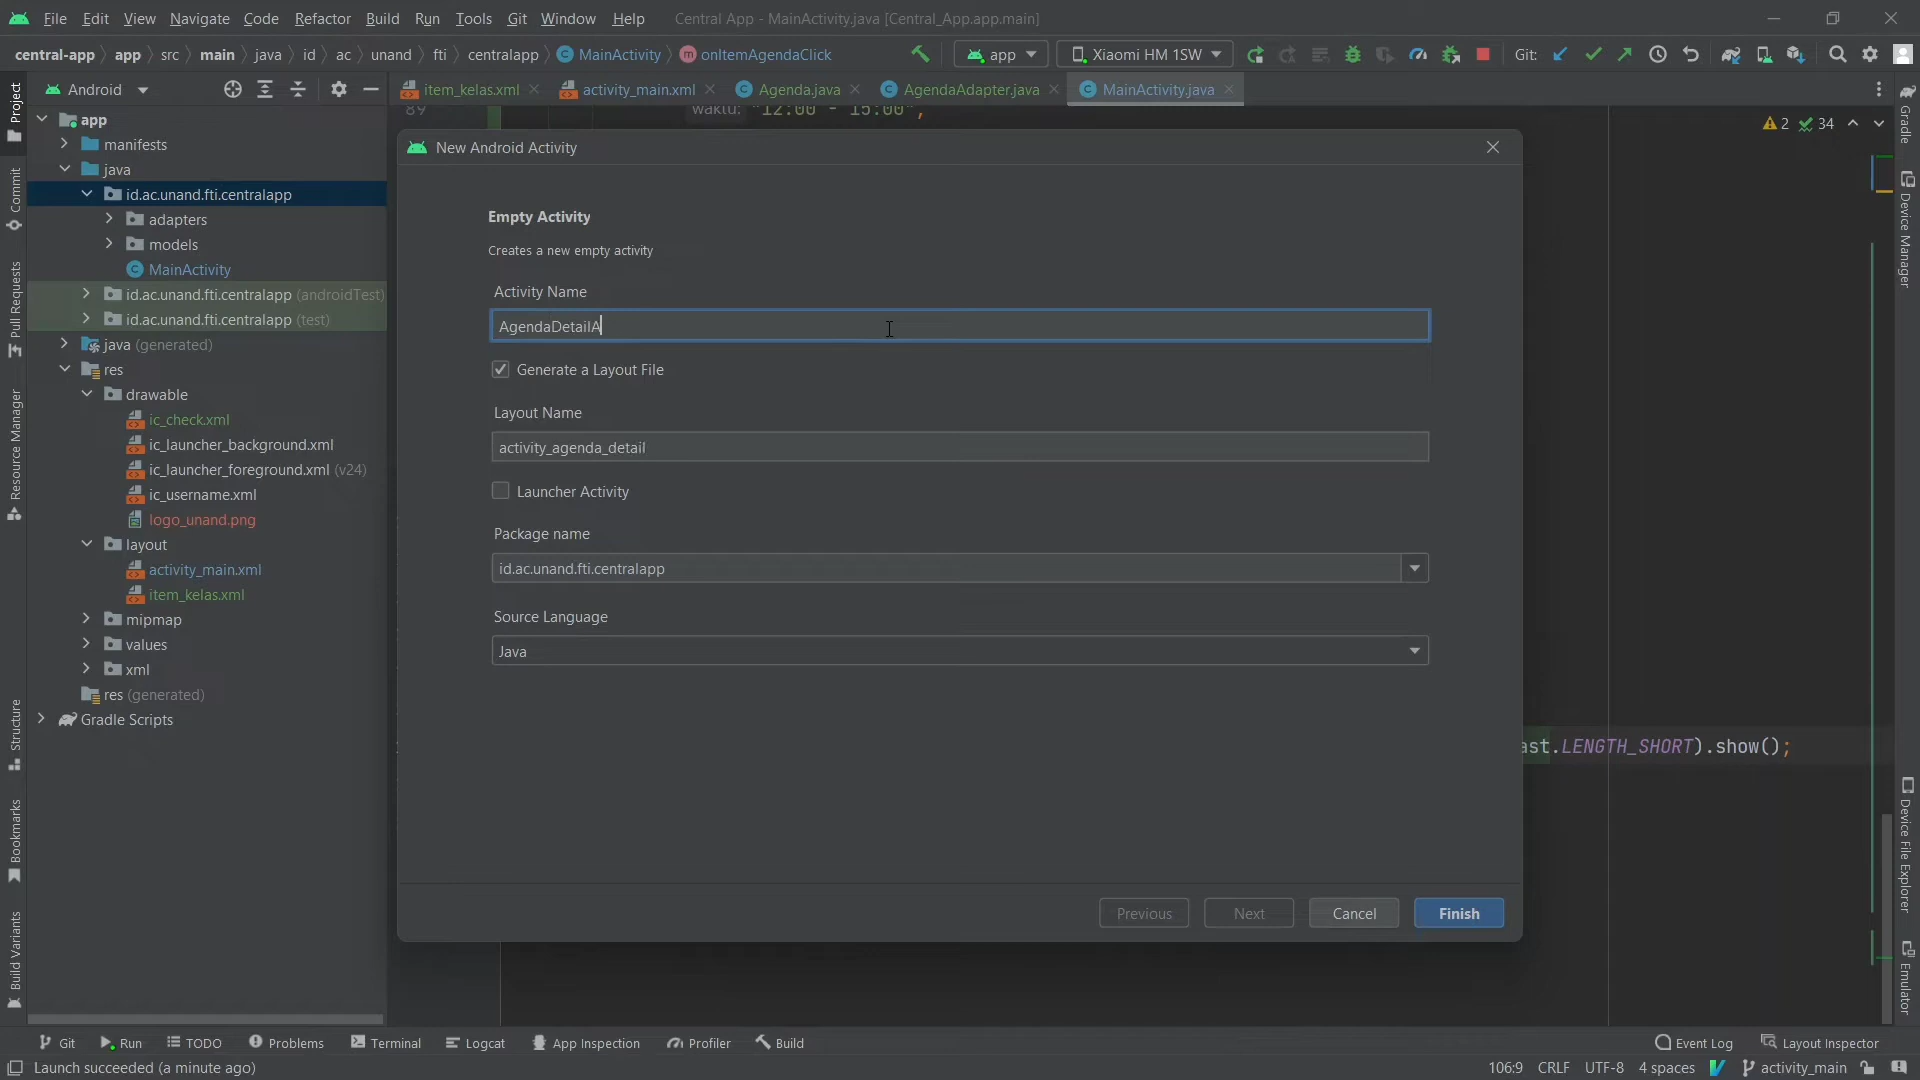 File Edit View Navigate Code Refactor Build Run Tools Git Window Help Central App - MainActivity.java [Central_App.app.main]
central-app app src main java id ac unand fti centralapp MainActivity onItemAgendaClick app Xiaomi HM 1SW Git:
Android item_kelas.xml activity_main.xml Agenda.java AgendaAdapter.java MainActivity.java
89 waktu: "12:00 - 15:00",
2 34
New Android Activity
Empty Activity
Creates a new empty activity
Activity Name
AgendaDetailA
Generate a Layout File
Layout Name
activity_agenda_detail
Launcher Activity
Package name
id.ac.unand.fti.centralapp
Source Language
Java
Previous Next Cancel Finish
ast.LENGTH_SHORT).show();
app
manifests
java
id.ac.unand.fti.centralapp
adapters
models
MainActivity
id.ac.unand.fti.centralapp (androidTest)
id.ac.unand.fti.centralapp (test)
java (generated)
res
drawable
ic_check.xml
ic_launcher_background.xml
ic_launcher_foreground.xml (v24)
ic_username.xml
logo_unand.png
layout
activity_main.xml
item_kelas.xml
mipmap
values
xml
res (generated)
Gradle Scripts
Project
Commit
Pull Requests
Resource Manager
Structure
Bookmarks
Build Variants
Gradle
Device Manager
Device File Explorer
Emulator
Git Run TODO Problems Terminal Logcat App Inspection Profiler Build Event Log Layout Inspector
Launch succeeded (a minute ago) 106:9 CRLF UTF-8 4 spaces activity_main